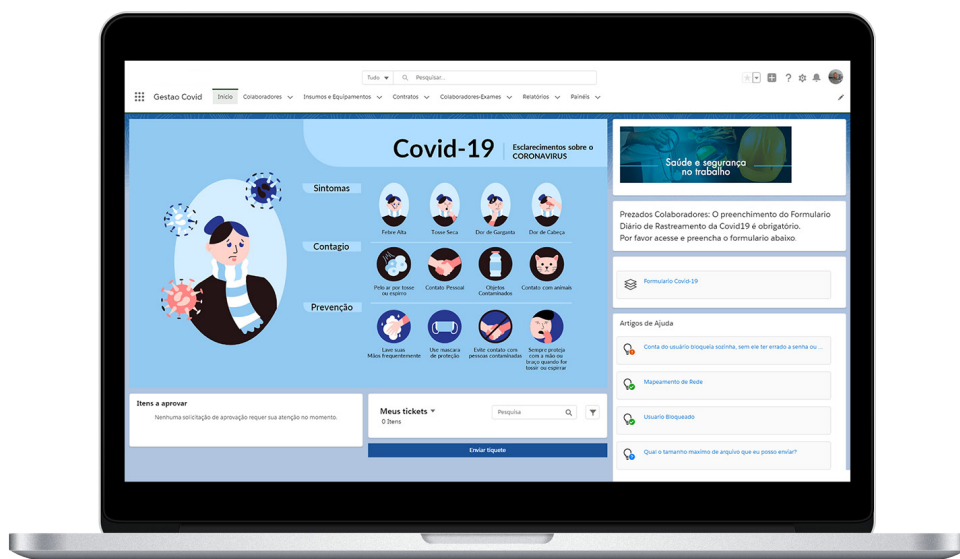 Tudo
Pesquisar...
Gestao Covid
Início
Colaboradores
Insumos e Equipamentos
Contratos
Colaboradores-Exames
Relatórios
Painéis
Covid-19
Esclarecimentos sobre o
CORONAVIRUS
Sintomas
Febre Alta
Tosse Seca
Dor de Garganta
Dor de Cabeça
Contagio
Pelo ar por tosse
ou espirro
Contato Pessoal
Objetos
Contaminados
Contato com animais
Prevenção
Lave suas
Mãos frequentemente
Use mascara
de proteção
Evite contato com
pessoas contaminadas
Sempre proteja
com a mão ou
braço quando for
tossir ou espirrar
Itens a aprovar
Nenhuma solicitação de aprovação requer sua atenção no momento.
Meus tickets
0 Itens
Pesquisa
Enviar tíquete
Saúde e segurança
no trabalho
Prezados Colaboradores: O preenchimento do Formulario
Diário de Rastreamento da Covid19 é obrigatório.
Por favor acesse e preencha o formulario abaixo.
Formulario Covid-19
Artigos de Ajuda
Conta do usuário bloqueia sozinha, sem ele ter errado a senha ou ...
Mapeamento de Rede
Usuario Bloqueado
Qual o tamanho maximo de arquivo que eu posso enviar?